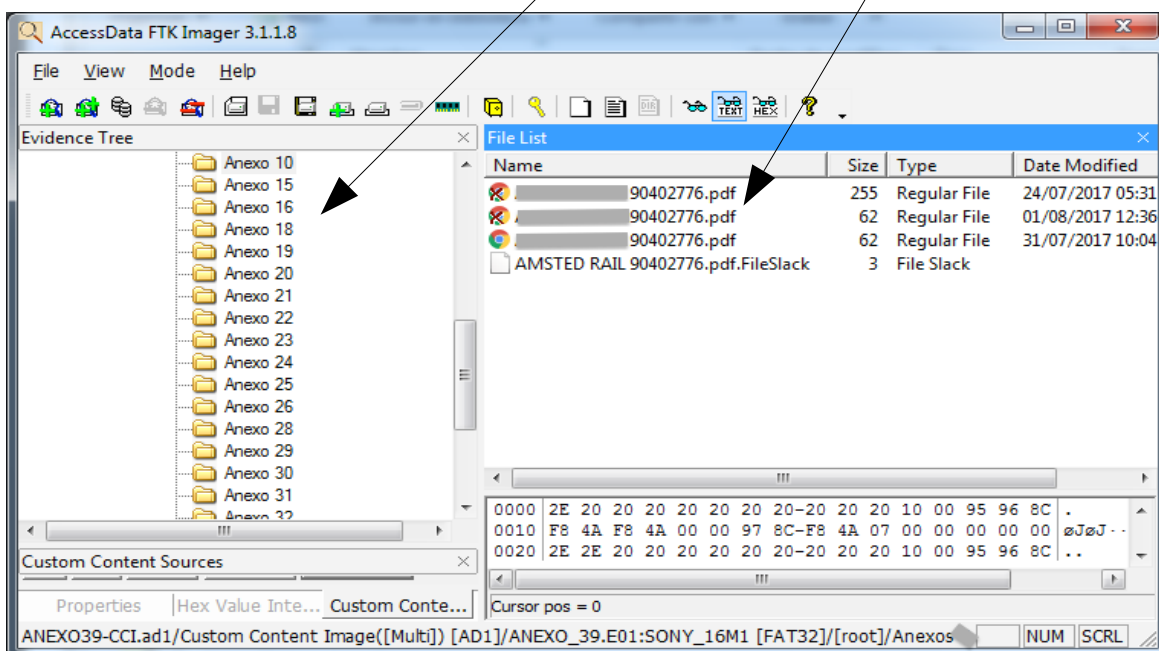 AccessData FTK Imager 3.1.1.8
File View Mode Help
Evidence Tree
Anexo 10
Anexo 15
Anexo 16
Anexo 18
Anexo 19
Anexo 20
Anexo 21
Anexo 22
Anexo 23
Anexo 24
Anexo 25
Anexo 26
Anexo 28
Anexo 29
Anexo 30
Anexo 31
Anexo 32
Custom Content Sources
Properties Hex Value Inte... Custom Conte...
File List
Name Size Type Date Modified
90402776.pdf 255 Regular File 24/07/2017 05:31
90402776.pdf 62 Regular File 01/08/2017 12:36
90402776.pdf 62 Regular File 31/07/2017 10:04
AMSTED RAIL 90402776.pdf.FileSlack 3 File Slack
0000 2E 20 20 20 20 20 20 20-20 20 20 10 00 95 96 8C .
0010 F8 4A F8 4A 00 00 97 8C-F8 4A 07 00 00 00 00 00 øJøJ··
0020 2E 2E 20 20 20 20 20 20-20 20 20 10 00 95 96 8C ..
Cursor pos = 0
ANEXO39-CCI.ad1/Custom Content Image([Multi]) [AD1]/ANEXO_39.E01:SONY_16M1 [FAT32]/[root]/Anexos NUM SCRL